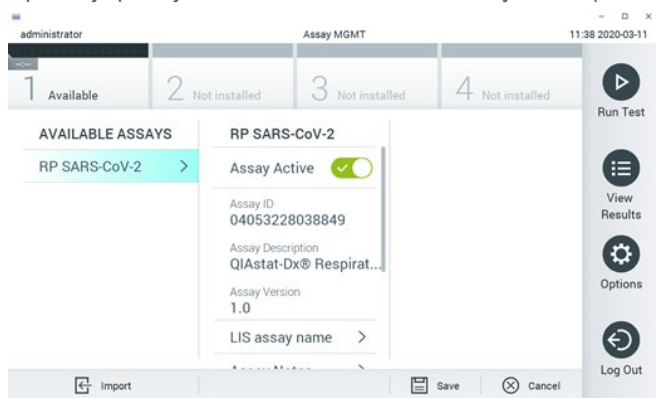 administrator Assay MGMT 11:38 2020-03-11
1 Available 2 Not installed 3 Not installed 4 Not installed
Run Test
AVAILABLE ASSAYS RP SARS-CoV-2
RP SARS-CoV-2 > Assay Active
View Results
Assay ID
04053228038849
Assay Description
QIAstat-Dx® Respirat...
Options
Assay Version
1.0
LIS assay name >
Log Out
Import Save Cancel